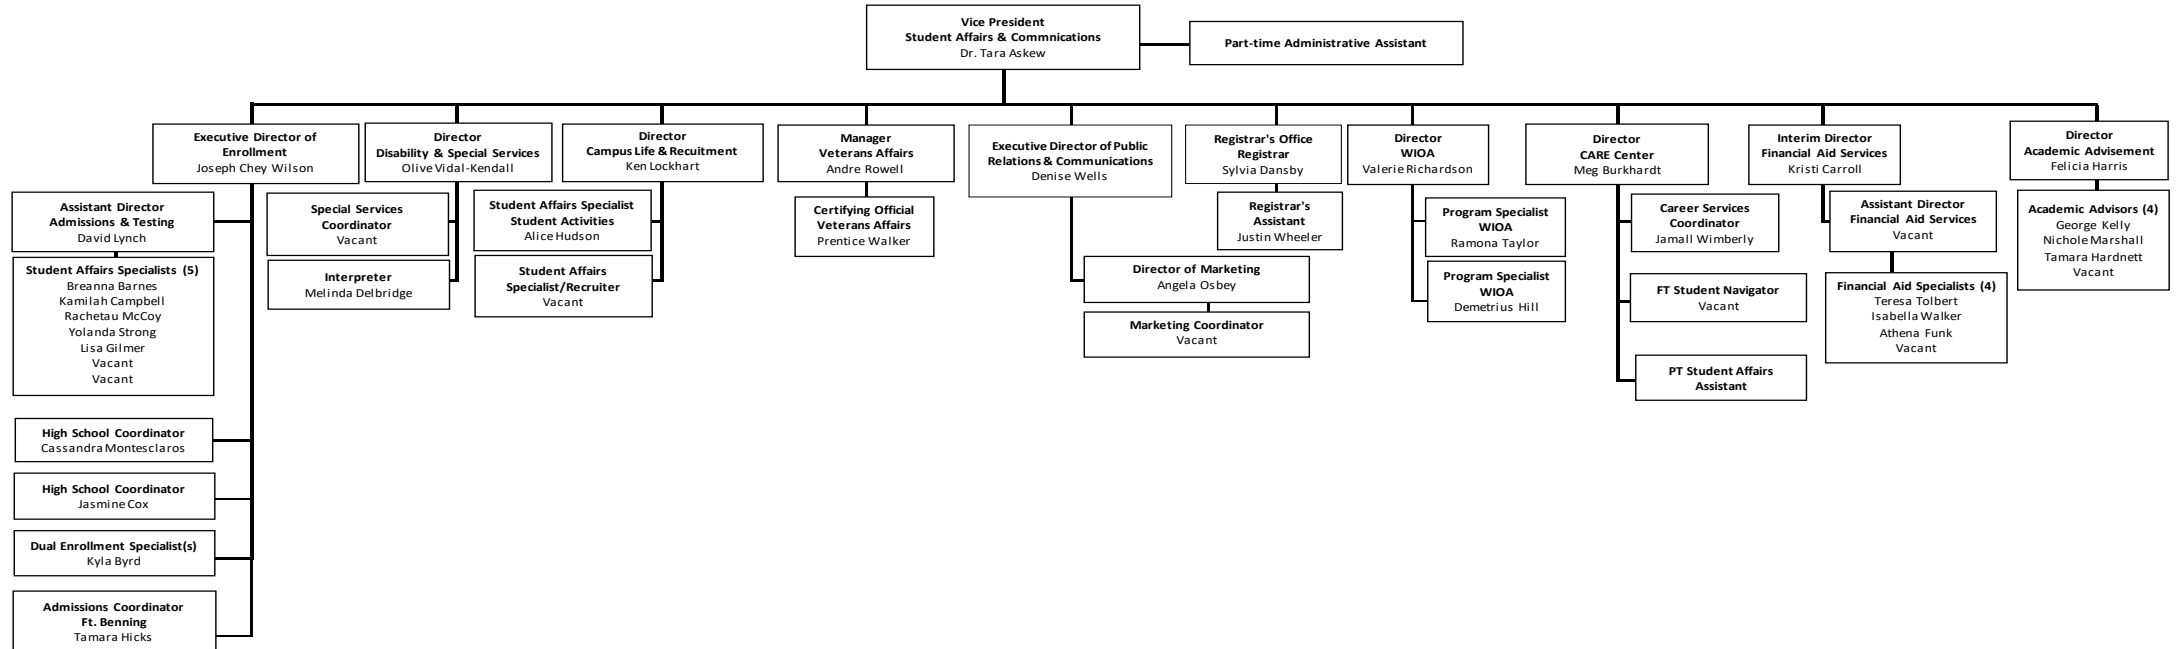 Vice President
Student Affairs & Commnications
Dr. Tara Askew
Part-time Administrative Assistant
Executive Director of
Enrollment
Joseph Chey Wilson
Director
Disability & Special Services
Olive Vidal-Kendall
Director
Campus Life & Recuitment
Ken Lockhart
Manager
Veterans Affairs
Andre Rowell
Executive Director of Public
Relations & Communications
Denise Wells
Registrar's Office
Registrar
Sylvia Dansby
Director
WIOA
Valerie Richardson
Director
CARE Center
Meg Burkhardt
Interim Director
Financial Aid Services
Kristi Carroll
Director
Academic Advisement
Felicia Harris
Assistant Director
Admissions & Testing
David Lynch
Student Affairs Specialists (5)
Breanna Barnes
Kamilah Campbell
Rachetau McCoy
Yolanda Strong
Lisa Gilmer
Vacant
Vacant
High School Coordinator
Cassandra Montesclaros
High School Coordinator
Jasmine Cox
Dual Enrollment Specialist(s)
Kyla Byrd
Admissions Coordinator
Ft. Benning
Tamara Hicks
Special Services
Coordinator
Vacant
Interpreter
Melinda Delbridge
Student Affairs Specialist
Student Activities
Alice Hudson
Student Affairs
Specialist/Recruiter
Vacant
Certifying Official
Veterans Affairs
Prentice Walker
Director of Marketing
Angela Osbey
Marketing Coordinator
Vacant
Registrar's
Assistant
Justin Wheeler
Program Specialist
WIOA
Ramona Taylor
Program Specialist
WIOA
Demetrius Hill
Career Services
Coordinator
Jamall Wimberly
FT Student Navigator
Vacant
PT Student Affairs
Assistant
Assistant Director
Financial Aid Services
Vacant
Financial Aid Specialists (4)
Teresa Tolbert
Isabella Walker
Athena Funk
Vacant
Academic Advisors (4)
George Kelly
Nichole Marshall
Tamara Hardnett
Vacant